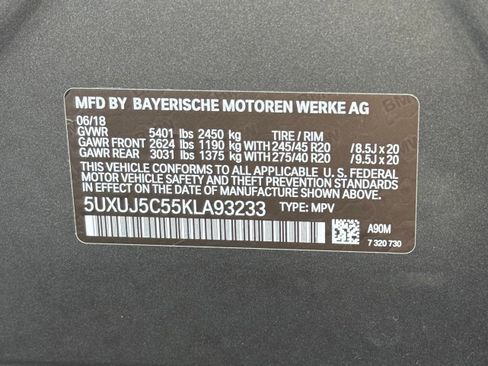 MFD BY BAYERISCHE MOTOREN WERKE AG
06/18
GVWR 5401 lbs 2450 kg TIRE / RIM
GAWR FRONT 2624 lbs 1190 kg WITH 245/45 R20 /8.5J x 20
GAWR REAR 3031 lbs 1375 kg WITH 275/40 R20 /9.5J x 20
THIS VEHICLE CONFORMS TO ALL APPLICABLE U. S. FEDERAL
MOTOR VEHICLE SAFETY, BUMPER, AND THEFT PREVENTION
STANDARDS IN EFFECT ON THE DATE OF MANUFACTURE SHOWN ABOVE.
5UXUJ5C55KLA93233 TYPE: MPV
A90M
7 320 730